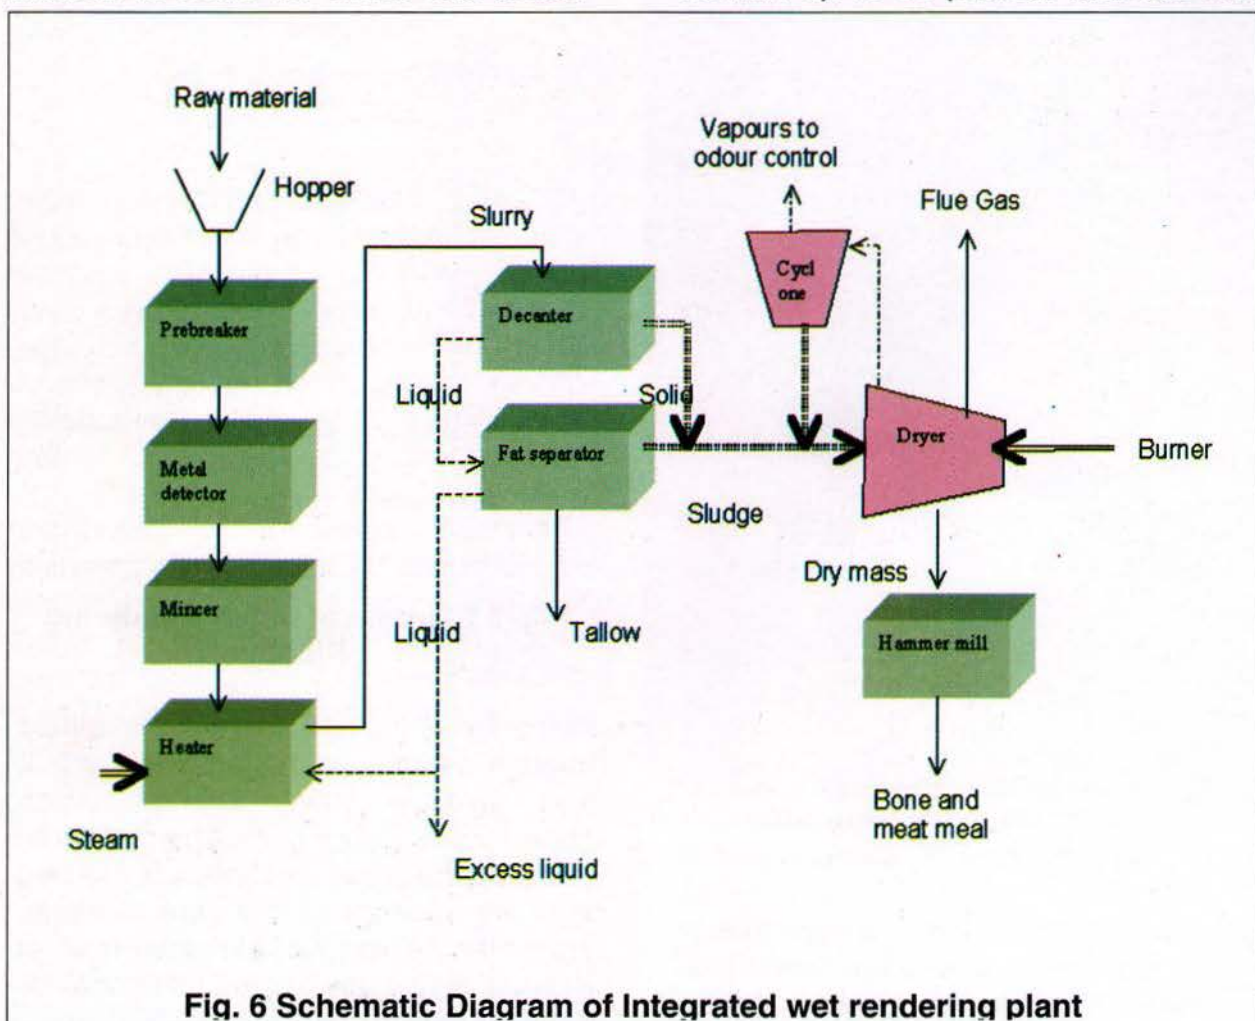 Raw material
Hopper
Prebreaker
Metal
detector
Mincer
Heater
Steam
Slurry
Decanter
Liquid
Solid
Fat separator
Sludge
Liquid
Tallow
Excess liquid
Vapours to
odour control
Cycl
one
Flue Gas
Dryer
Burner
Dry mass
Hammer mill
Bone and
meat meal
Fig. 6 Schematic Diagram of Integrated wet rendering plant